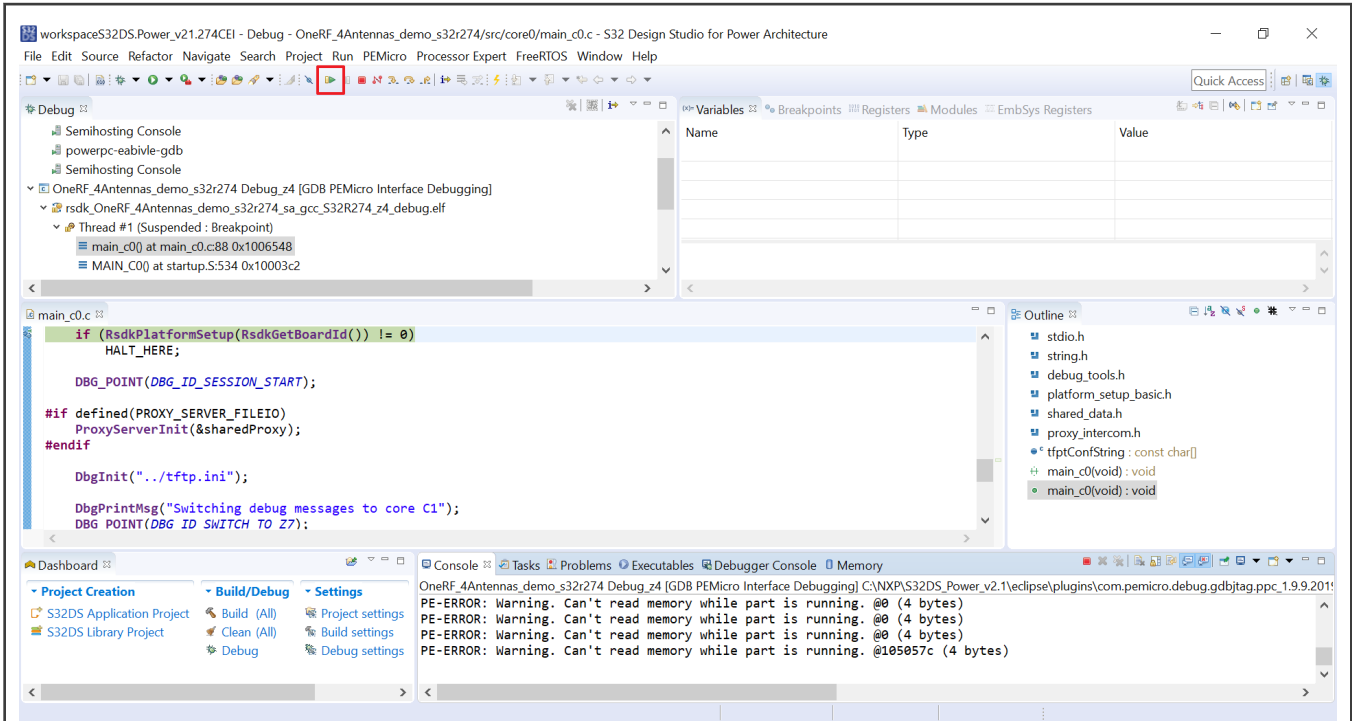 workspaceS32DS.Power_v21.274CEI - Debug - OneRF_4Antennas_demo_s32r274/src/core0/main_c0.c - S32 Design Studio for Power Architecture
File Edit Source Refactor Navigate Search Project Run PEMicro Processor Expert FreeRTOS Window Help
Quick Access
Debug
Semihosting Console
powerpc-eabivle-gdb
Semihosting Console
OneRF_4Antennas_demo_s32r274 Debug_z4 [GDB PEMicro Interface Debugging]
rsdk_OneRF_4Antennas_demo_s32r274_sa_gcc_S32R274_z4_debug.elf
Thread #1 (Suspended : Breakpoint)
main_c0() at main_c0.c:88 0x1006548
MAIN_C0() at startup.S:534 0x10003c2
Variables Breakpoints Registers Modules EmbSys Registers
Name Type Value
main_c0.c
if (RsdkPlatformSetup(RsdkGetBoardId()) != 0)
HALT_HERE;
DBG_POINT(DBG_ID_SESSION_START);
#if defined(PROXY_SERVER_FILEIO)
ProxyServerInit(&sharedProxy);
#endif
DbgInit("../tftp.ini");
DbgPrintMsg("Switching debug messages to core C1");
DBG_POINT(DBG_ID_SWITCH_TO_Z7);
Outline
stdio.h
string.h
debug_tools.h
platform_setup_basic.h
shared_data.h
proxy_intercom.h
tfptConfString : const char[]
main_c0(void) : void
main_c0(void) : void
Dashboard
Project Creation Build/Debug Settings
S32DS Application Project Build (All) Project settings
S32DS Library Project Clean (All) Build settings
Debug Debug settings
Console Tasks Problems Executables Debugger Console Memory
OneRF_4Antennas_demo_s32r274 Debug_z4 [GDB PEMicro Interface Debugging] C:\NXP\S32DS_Power_v2.1\eclipse\plugins\com.pemicro.debug.gdbjtag.ppc_1.9.9.2019
PE-ERROR: Warning. Can't read memory while part is running. @0 (4 bytes)
PE-ERROR: Warning. Can't read memory while part is running. @0 (4 bytes)
PE-ERROR: Warning. Can't read memory while part is running. @0 (4 bytes)
PE-ERROR: Warning. Can't read memory while part is running. @105057c (4 bytes)